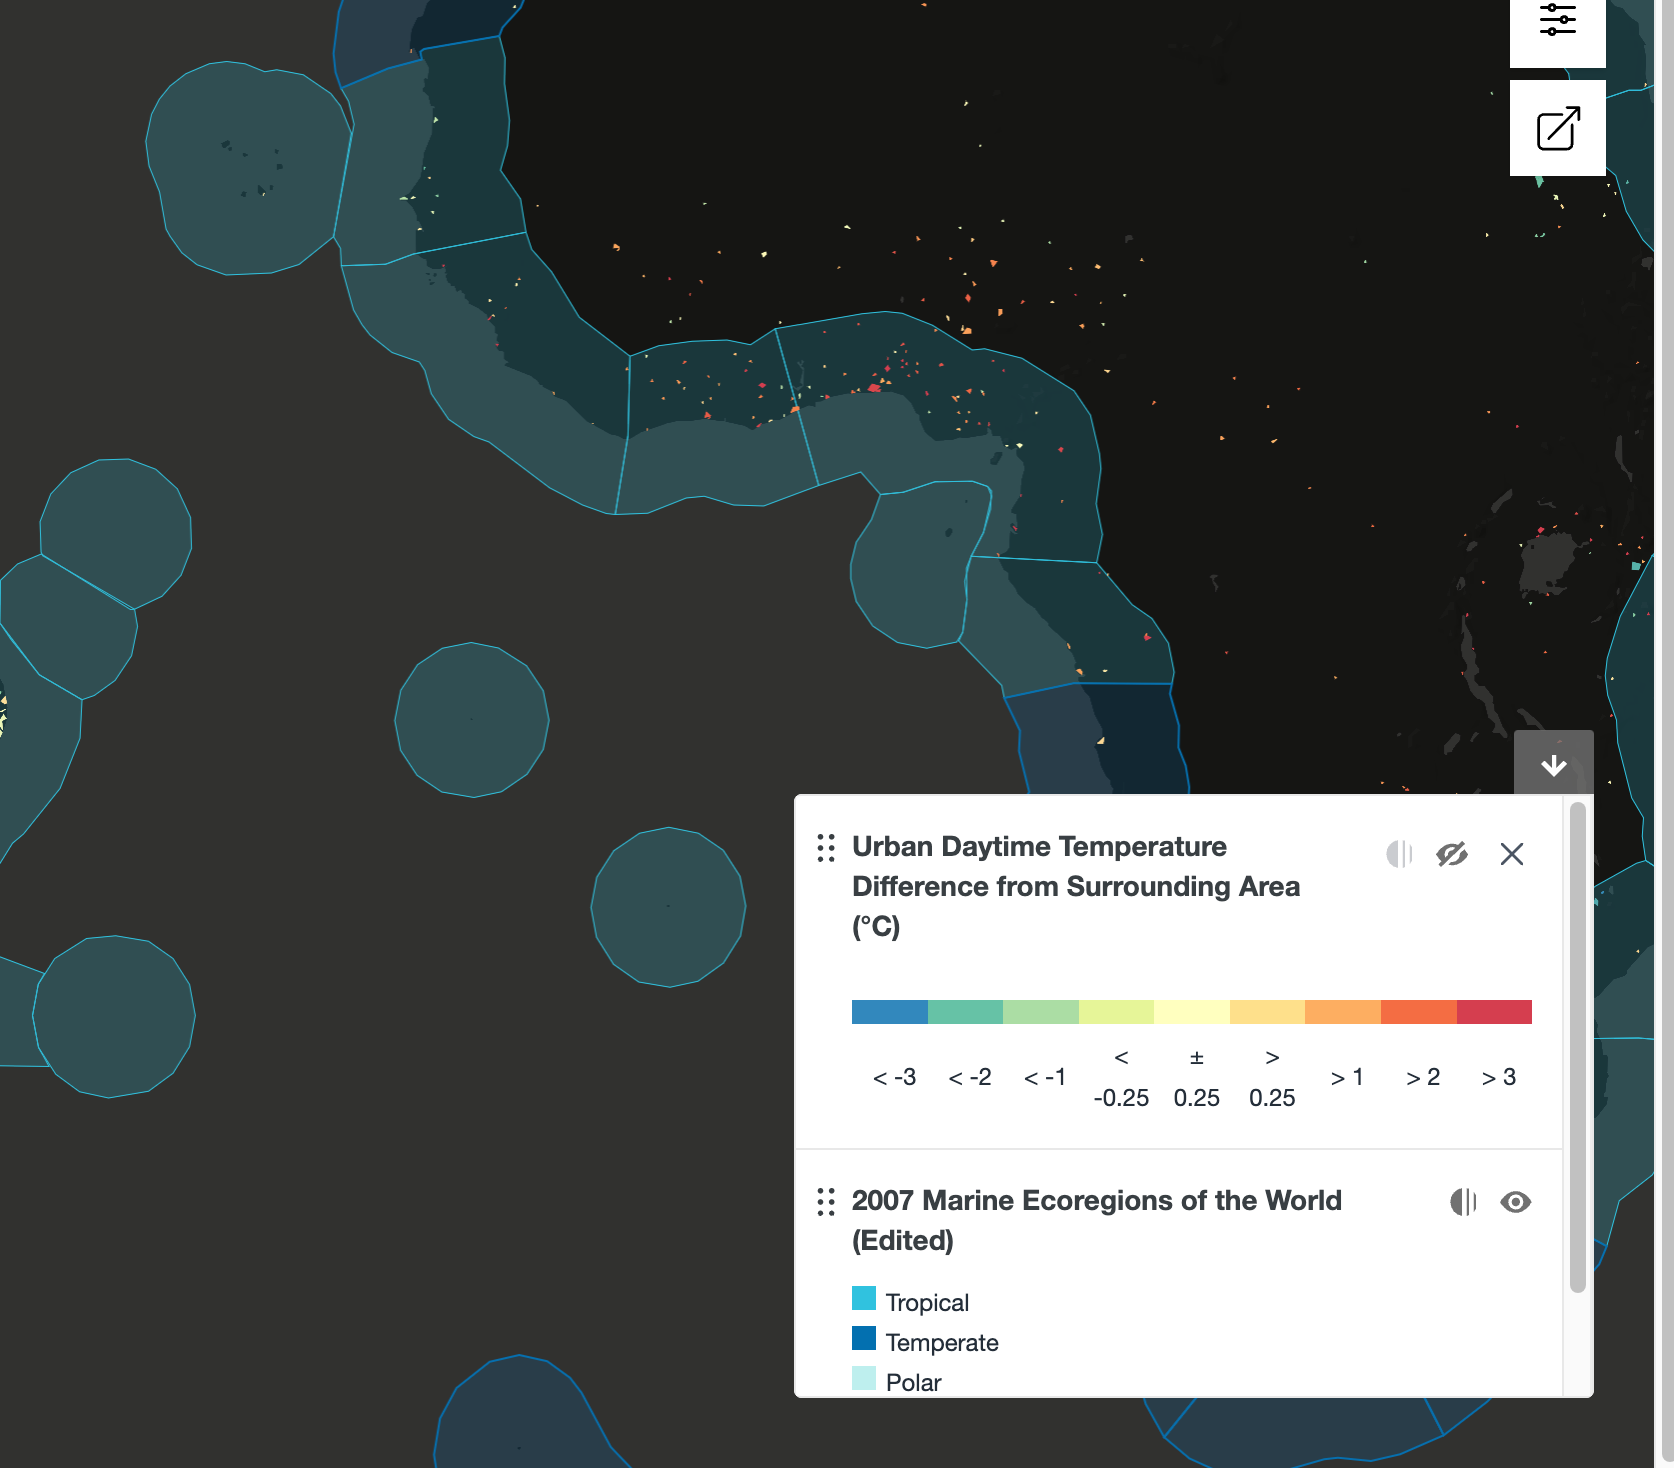 Urban Daytime Temperature
Difference from Surrounding Area
(°C)
< -3
< -2
< -1
< -0.25
± 0.25
> 0.25
> 1
> 2
> 3
2007 Marine Ecoregions of the World
(Edited)
Tropical
Temperate
Polar